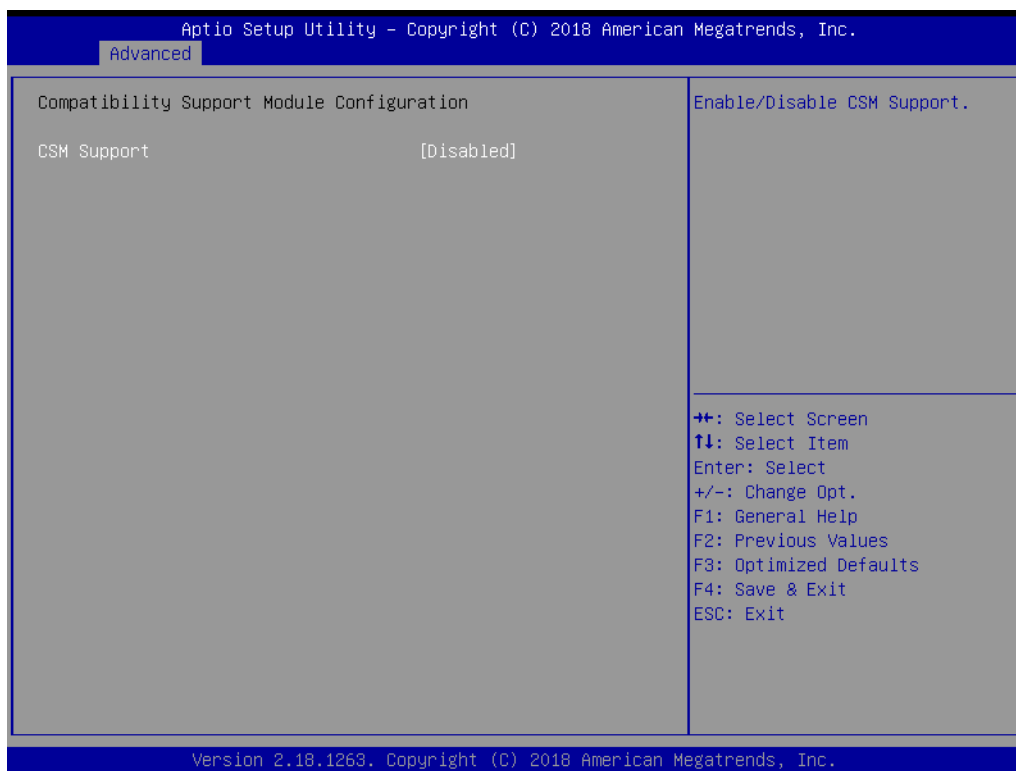 Aptio Setup Utility – Copyright (C) 2018 American Megatrends, Inc.
Advanced
Compatibility Support Module Configuration
CSM Support [Disabled]
Enable/Disable CSM Support.
→←: Select Screen
↑↓: Select Item
Enter: Select
+/-: Change Opt.
F1: General Help
F2: Previous Values
F3: Optimized Defaults
F4: Save & Exit
ESC: Exit
Version 2.18.1263. Copyright (C) 2018 American Megatrends, Inc.